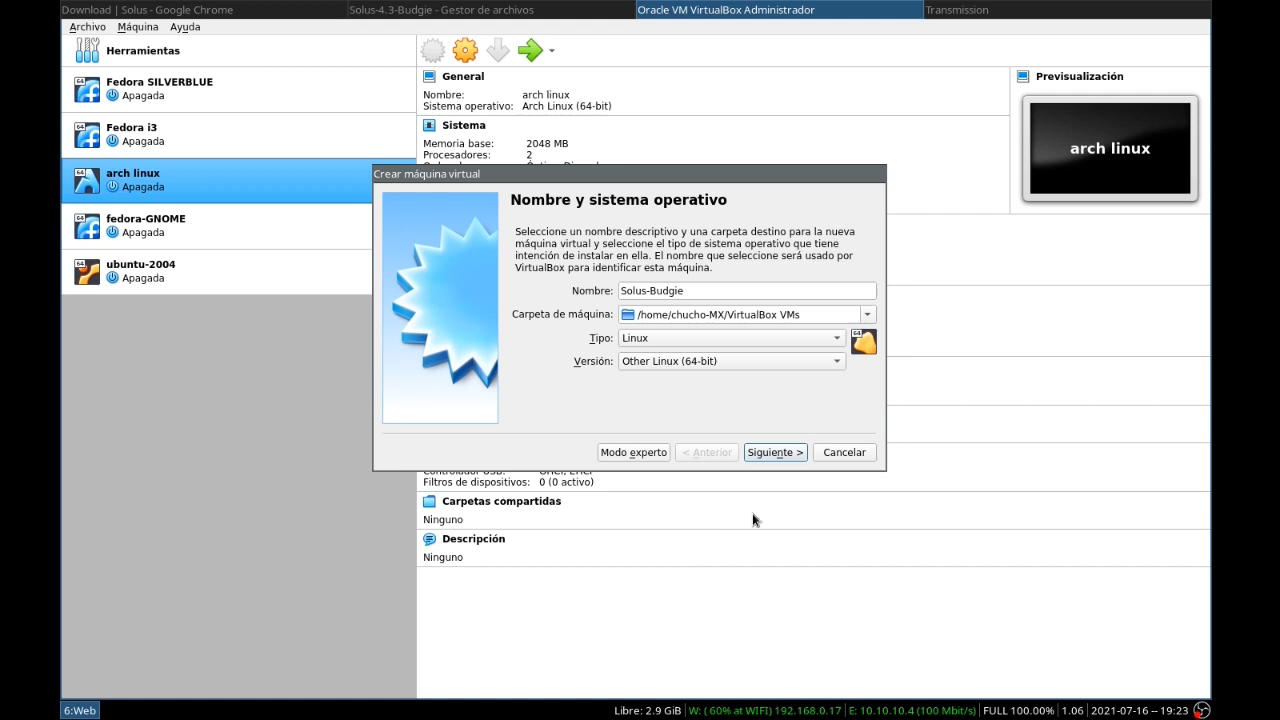 Download | Solus - Google Chrome
Solus-4.3-Budgie - Gestor de archivos
Oracle VM VirtualBox Administrador
Transmission
Archivo Máquina Ayuda
Herramientas
Fedora SILVERBLUE
Apagada
Fedora i3
Apagada
arch linux
Apagada
fedora-GNOME
Apagada
ubuntu-2004
Apagada
General
Nombre: arch linux
Sistema operativo: Arch Linux (64-bit)
Sistema
Memoria base: 2048 MB
Procesadores: 2
Previsualización
arch linux
Crear máquina virtual
Nombre y sistema operativo
Seleccione un nombre descriptivo y una carpeta destino para la nueva
máquina virtual y seleccione el tipo de sistema operativo que tiene
intención de instalar en ella. El nombre que seleccione será usado por
VirtualBox para identificar esta máquina.
Nombre: Solus-Budgie
Carpeta de máquina: /home/chucho-MX/VirtualBox VMs
Tipo: Linux
Versión: Other Linux (64-bit)
64
Modo experto < Anterior Siguiente > Cancelar
Filtros de dispositivos: 0 (0 activo)
Carpetas compartidas
Ninguno
Descripción
Ninguno
6:Web
Libre: 2.9 GiB W: ( 60% at WIFI) 192.168.0.17 E: 10.10.10.4 (100 Mbit/s) FULL 100.00% 1.06 2021-07-16 -- 19:23